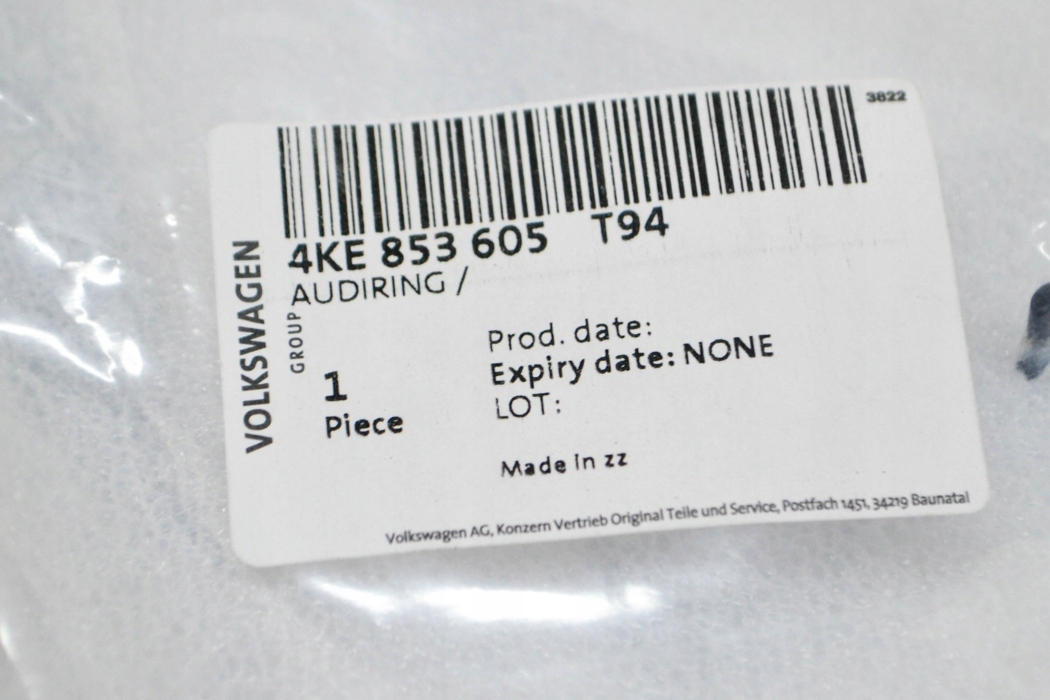 3822
4KE 853 605 T94
AUDIRING /
VOLKSWAGEN
GROUP
1
Piece
Prod. date:
Expiry date: NONE
LOT:
Made in zz
Volkswagen AG, Konzern Vertrieb Original Teile und Service, Postfach 1451, 34219 Baunatal